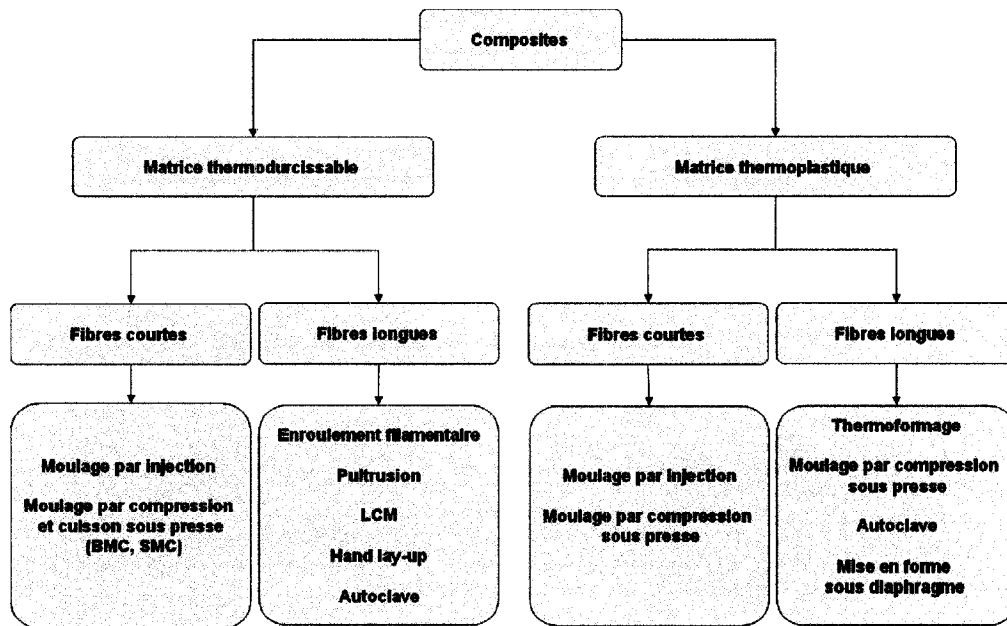 Composites
Matrice thermodurcissable
Matrice thermoplastique
Fibres courtes
Fibres longues
Fibres courtes
Fibres longues
Moulage par injection
Moulage par compression
et cuisson sous presse
(BMC, SMC)
Enroulement filamentaire
Pultrusion
LCM
Hand lay-up
Autoclave
Moulage par injection
Moulage par compression
sous presse
Thermoformage
Moulage par compression
sous presse
Autoclave
Mise en forme
sous diaphragme